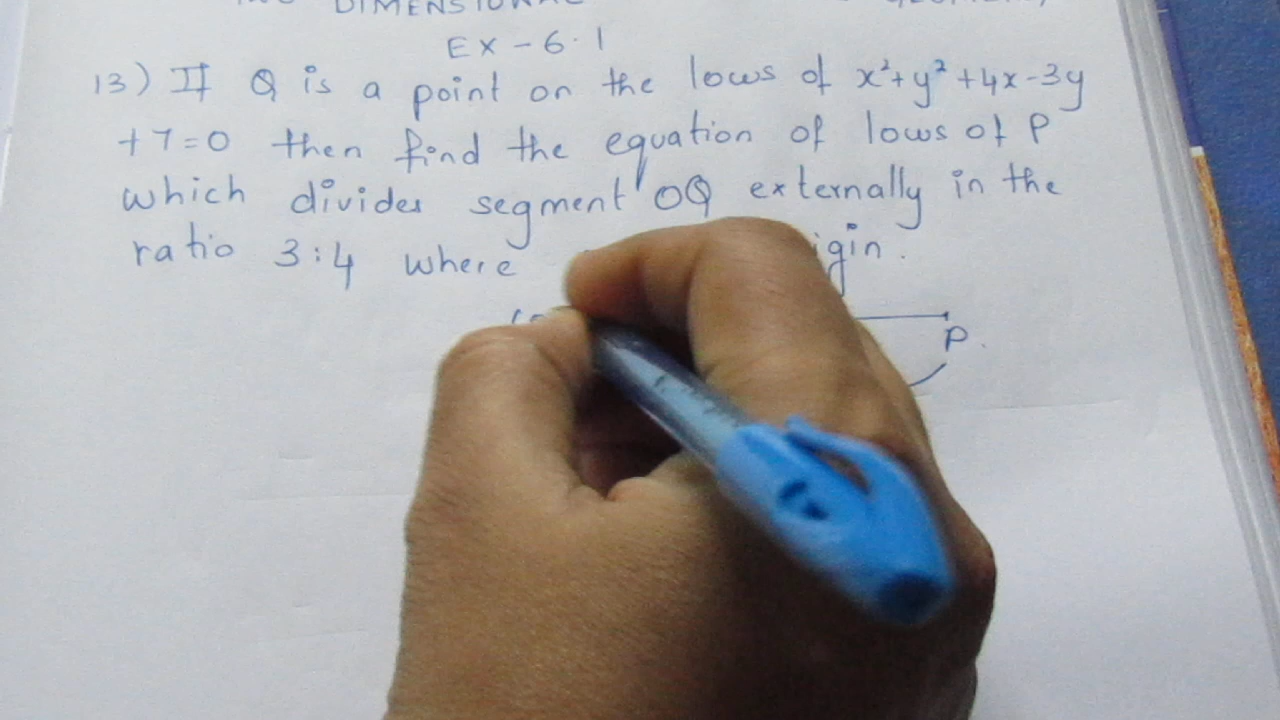 DIMENSIONAL
EX - 6.1
13) If Q is a point on the lows of x²+y²+4x-3y
+7=0 then find the equation of lows of P
which divides segment OQ externally in the
ratio 3:4 where
P.